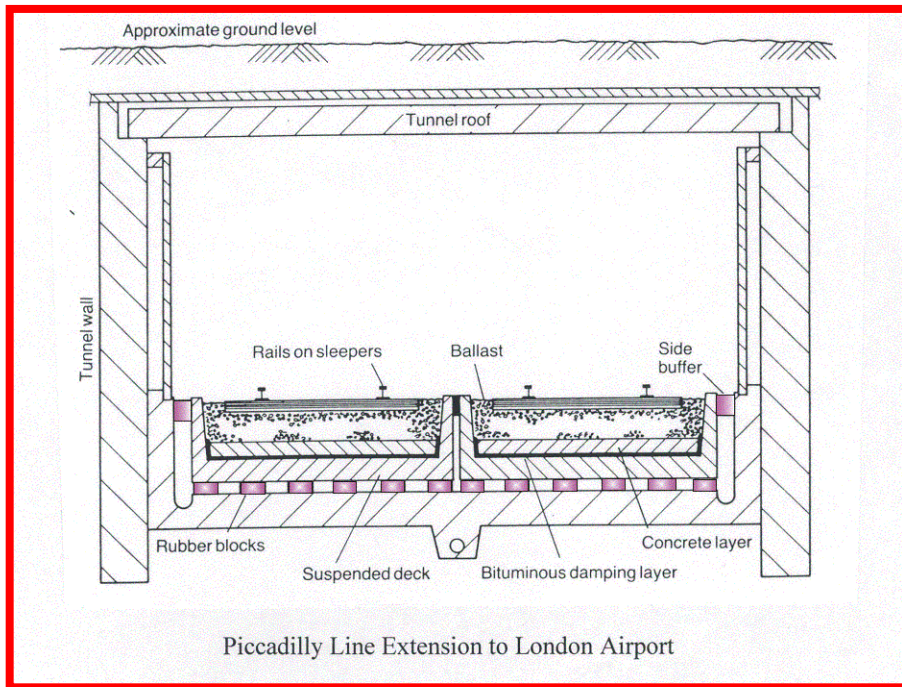 Approximate ground level
Tunnel roof
Tunnel wall
Rails on sleepers
Ballast
Side
buffer
Rubber blocks
Suspended deck
Bituminous damping layer
Concrete layer
Piccadilly Line Extension to London Airport